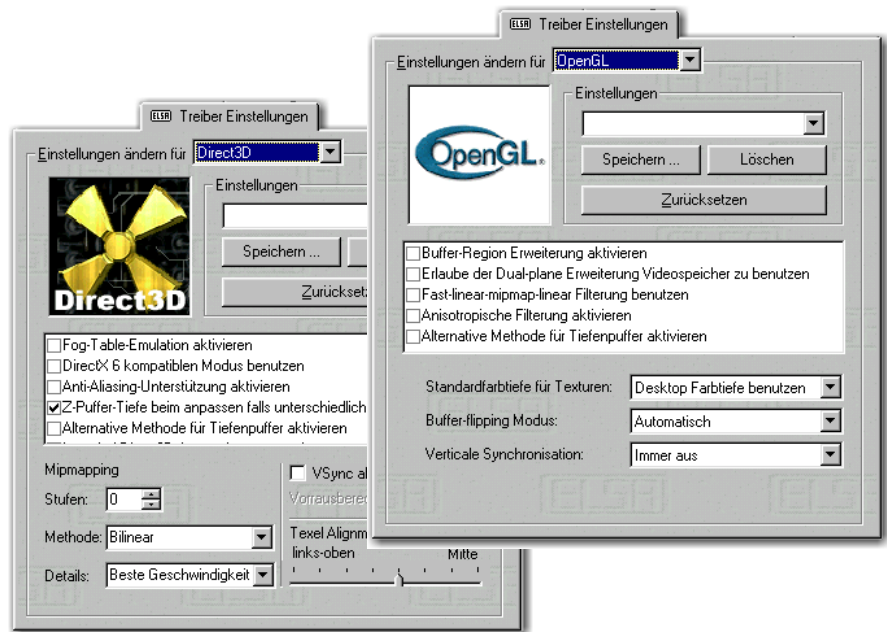 ELSA Treiber Einstellungen
Einstellungen ändern für OpenGL
OpenGL.
Einstellungen
Speichern ... Löschen
Zurücksetzen
Buffer-Region Erweiterung aktivieren
Erlaube der Dual-plane Erweiterung Videospeicher zu benutzen
Fast-linear-mipmap-linear Filterung benutzen
Anisotropische Filterung aktivieren
Alternative Methode für Tiefenpuffer aktivieren
Standardfarbtiefe für Texturen: Desktop Farbtiefe benutzen
Buffer-flipping Modus: Automatisch
Verticale Synchronisation: Immer aus
ELSA Treiber Einstellungen
Einstellungen ändern für Direct3D
Direct3D
Einstellungen
Speichern ...
Zurückset
Fog-Table-Emulation aktivieren
DirectX 6 kompatiblen Modus benutzen
Anti-Aliasing-Unterstützung aktivieren
Z-Puffer-Tiefe beim anpassen falls unterschiedlich
Alternative Methode für Tiefenpuffer aktivieren
Mipmapping
Stufen: 0
Methode: Bilinear
Details: Beste Geschwindigkeit
VSync a
Vorrausbere
Texel Alignm
links-oben Mitte